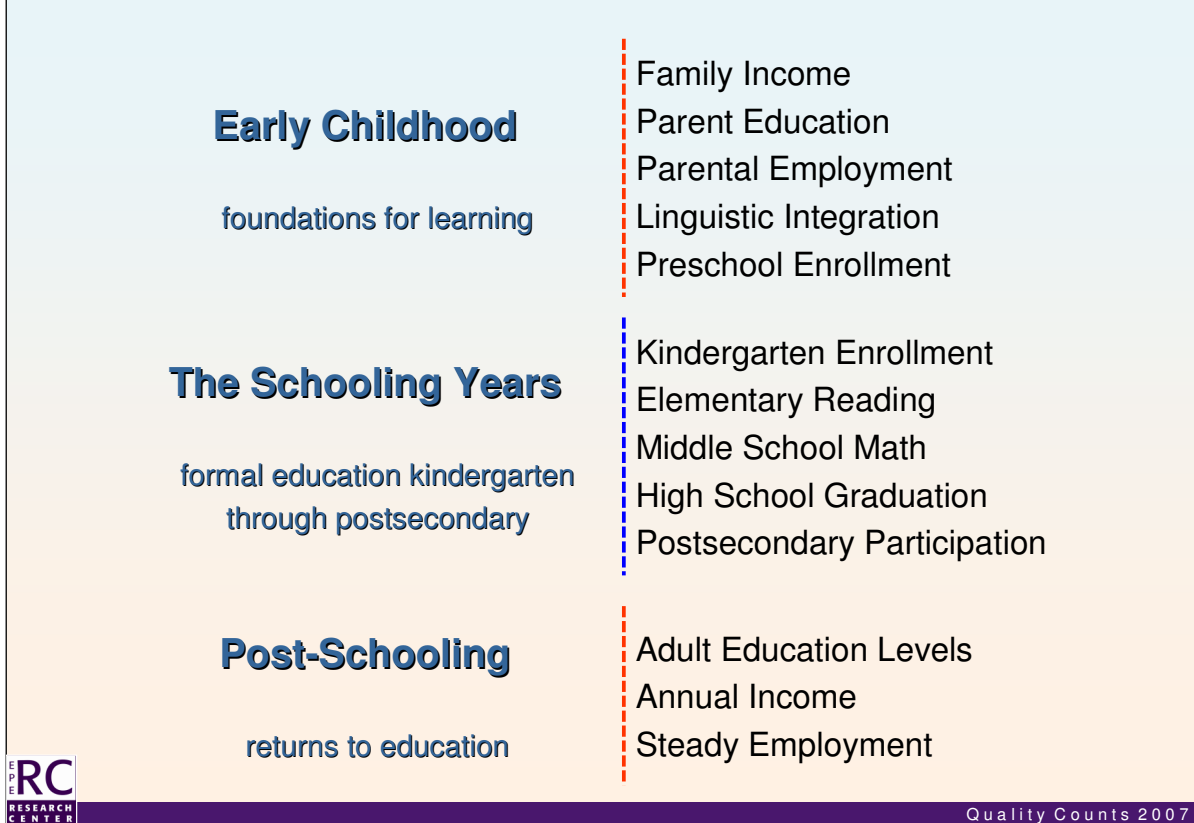 Early Childhood
foundations for learning
Family Income
Parent Education
Parental Employment
Linguistic Integration
Preschool Enrollment
The Schooling Years
formal education kindergarten
through postsecondary
Kindergarten Enrollment
Elementary Reading
Middle School Math
High School Graduation
Postsecondary Participation
Post-Schooling
returns to education
Adult Education Levels
Annual Income
Steady Employment
EPE RC
RESEARCH
CENTER
Quality Counts 2007